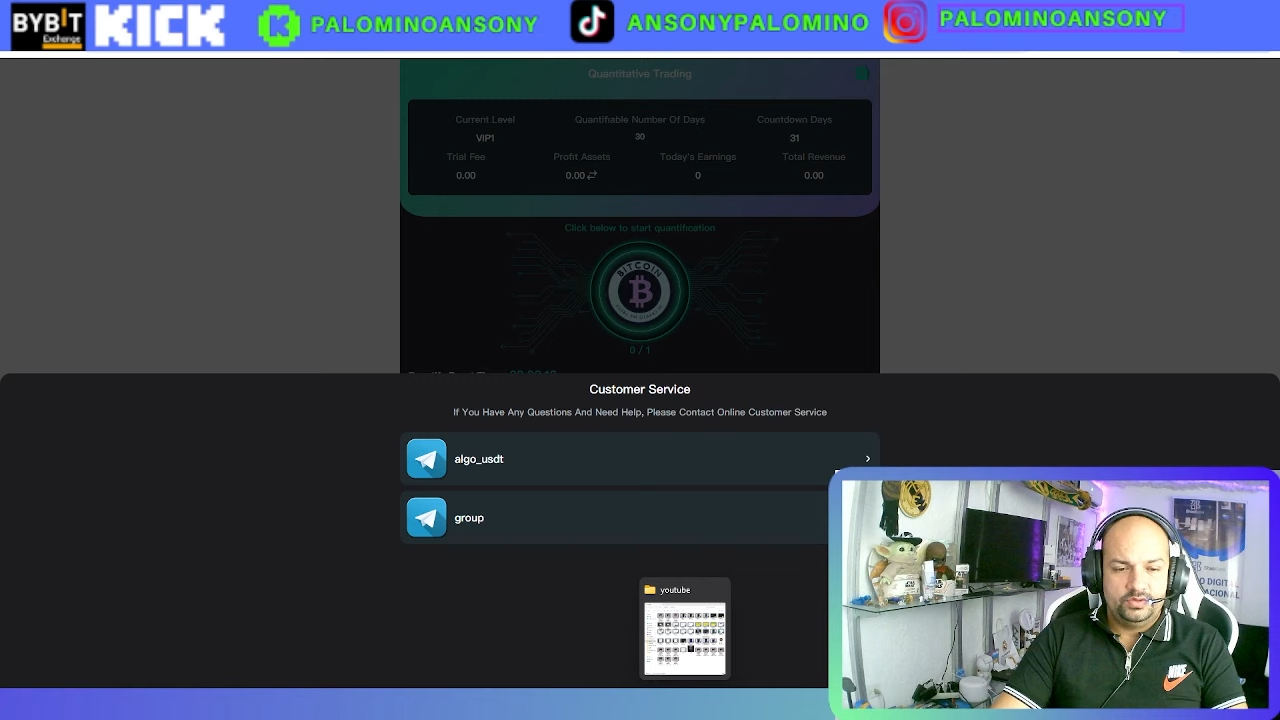 BYBIT
Exchange
KICK
PALOMINOANSONY
ANSONYPALOMINO
PALOMINOANSONY
Quantitative Trading
Current Level
Quantifiable Number Of Days
Countdown Days
VIP1
30
31
Trial Fee
Profit Assets
Today's Earnings
Total Revenue
0.00
0.00
0
0.00
Click below to start quantification
BITCOIN
0 / 1
Customer Service
If You Have Any Questions And Need Help, Please Contact Online Customer Service
algo_usdt
group
youtube